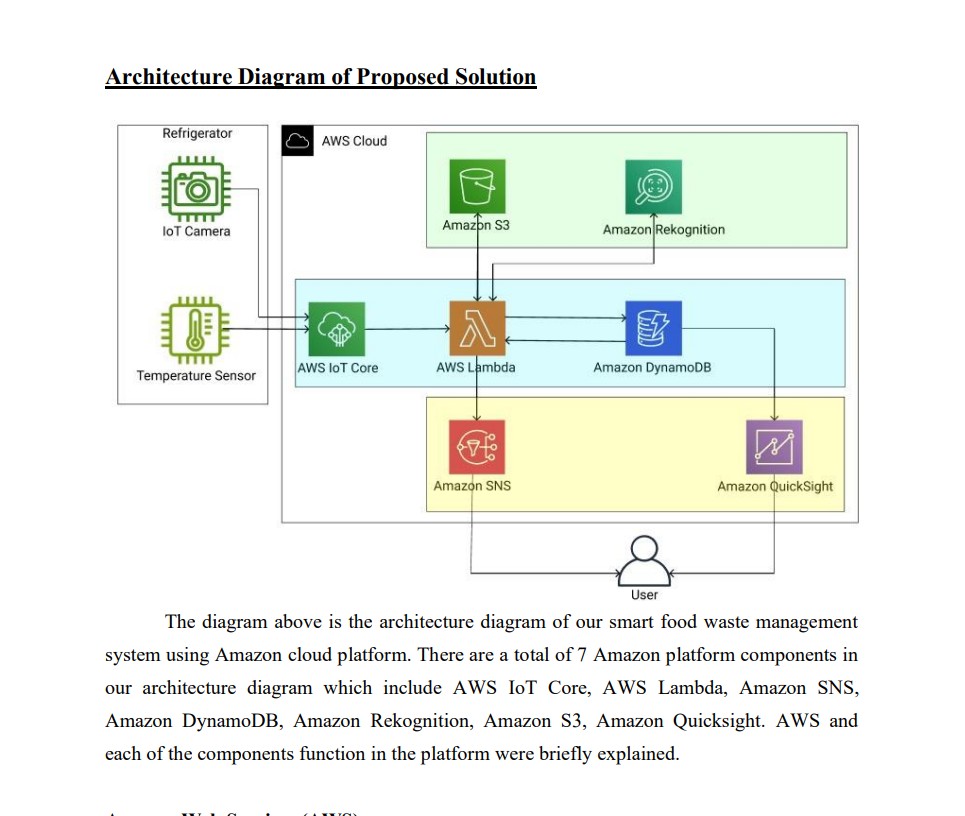 Architecture Diagram of Proposed Solution
Refrigerator
AWS Cloud
IoT Camera
Amazon S3
Amazon Rekognition
Temperature Sensor
AWS IoT Core
AWS Lambda
Amazon DynamoDB
Amazon SNS
Amazon QuickSight
User
The diagram above is the architecture diagram of our smart food waste management
system using Amazon cloud platform. There are a total of 7 Amazon platform components in
our architecture diagram which include AWS IoT Core, AWS Lambda, Amazon SNS,
Amazon DynamoDB, Amazon Rekognition, Amazon S3, Amazon Quicksight. AWS and
each of the components function in the platform were briefly explained.